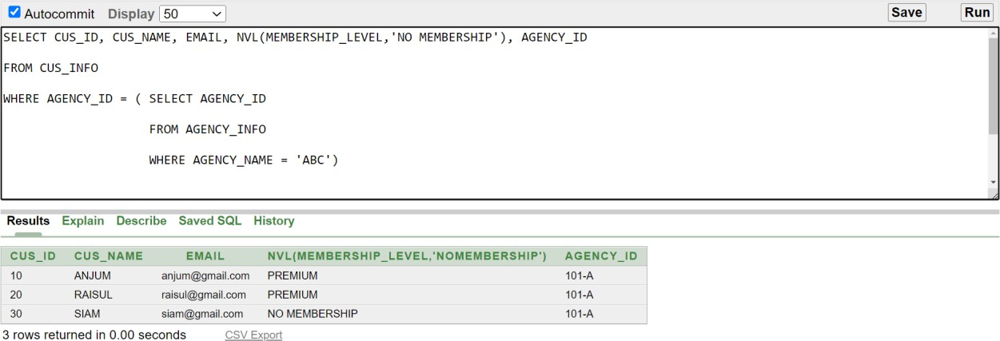 Autocommit Display 50 Save Run
SELECT CUS_ID, CUS_NAME, EMAIL, NVL(MEMBERSHIP_LEVEL,'NO MEMBERSHIP'), AGENCY_ID
FROM CUS_INFO
WHERE AGENCY_ID = ( SELECT AGENCY_ID
FROM AGENCY_INFO
WHERE AGENCY_NAME = 'ABC')
Results Explain Describe Saved SQL History
CUS_ID CUS_NAME EMAIL NVL(MEMBERSHIP_LEVEL,'NOMEMBERSHIP') AGENCY_ID
10 ANJUM anjum@gmail.com PREMIUM 101-A
20 RAISUL raisul@gmail.com PREMIUM 101-A
30 SIAM siam@gmail.com NO MEMBERSHIP 101-A
3 rows returned in 0.00 seconds CSV Export